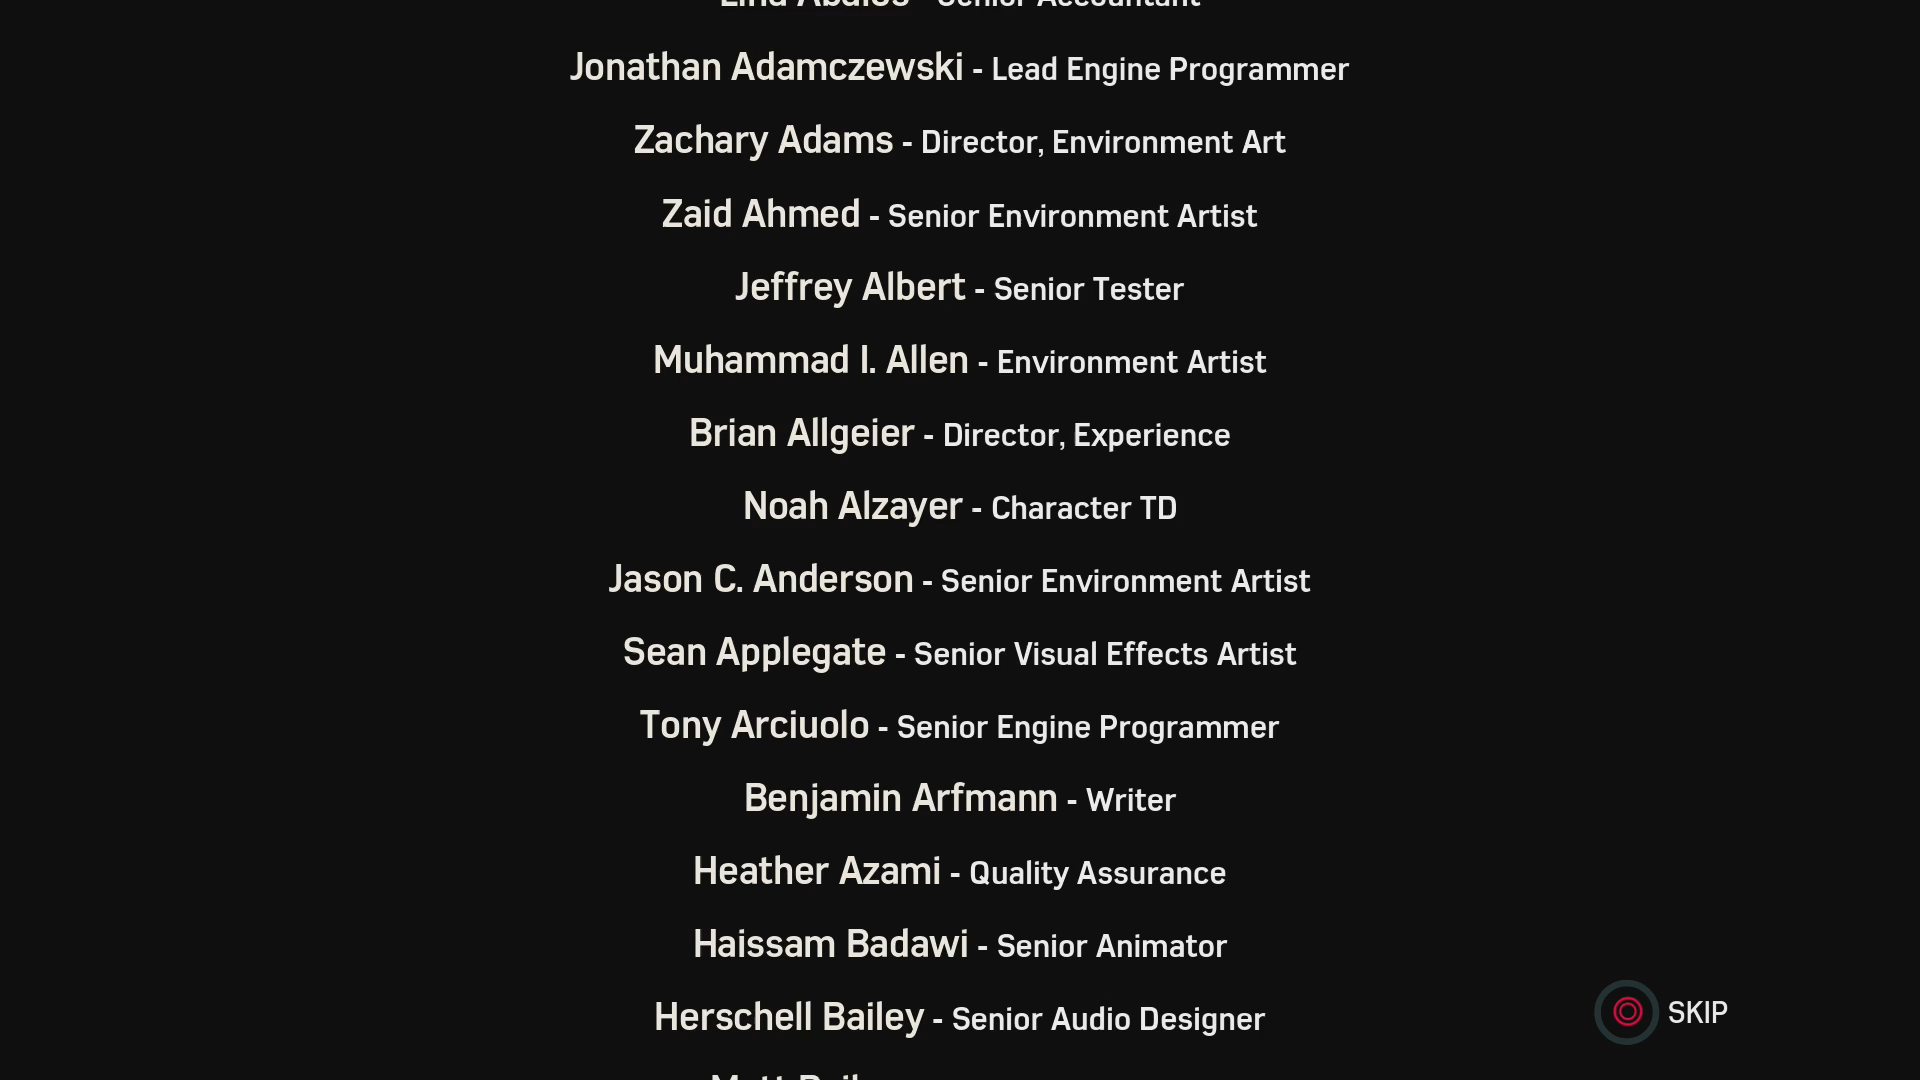 Jonathan Adamczewski - Lead Engine Programmer
Zachary Adams - Director, Environment Art
Zaid Ahmed - Senior Environment Artist
Jeffrey Albert - Senior Tester
Muhammad I. Allen - Environment Artist
Brian Allgeier - Director, Experience
Noah Alzayer - Character TD
Jason C. Anderson - Senior Environment Artist
Sean Applegate - Senior Visual Effects Artist
Tony Arciuolo - Senior Engine Programmer
Benjamin Arfmann - Writer
Heather Azami - Quality Assurance
Haissam Badawi - Senior Animator
Herschell Bailey - Senior Audio Designer
SKIP